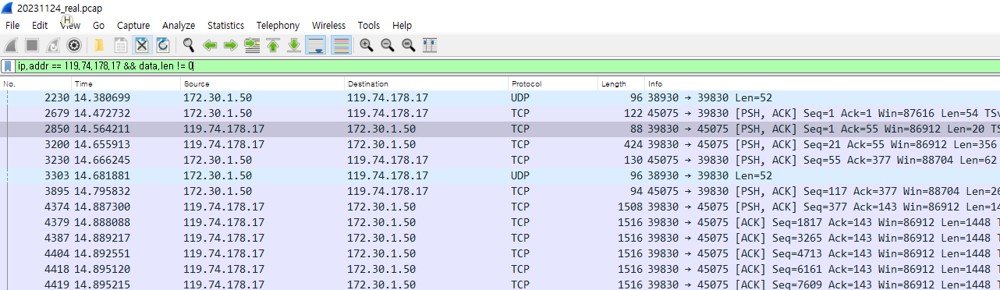 20231124_real.pcap
File Edit View Go Capture Analyze Statistics Telephony Wireless Tools Help
H
ip.addr == 119.74.178.17 && data.len != 0
No. Time Source Destination Protocol Length Info
2230 14.380699 172.30.1.50 119.74.178.17 UDP 96 38930 → 39830 Len=52
2679 14.472732 172.30.1.50 119.74.178.17 TCP 122 45075 → 39830 [PSH, ACK] Seq=1 Ack=1 Win=87616 Len=54 TSv
2850 14.564211 119.74.178.17 172.30.1.50 TCP 88 39830 → 45075 [PSH, ACK] Seq=1 Ack=55 Win=86912 Len=20 TS
3200 14.655913 119.74.178.17 172.30.1.50 TCP 424 39830 → 45075 [PSH, ACK] Seq=21 Ack=55 Win=86912 Len=356
3230 14.666245 172.30.1.50 119.74.178.17 TCP 130 45075 → 39830 [PSH, ACK] Seq=55 Ack=377 Win=88704 Len=62
3303 14.681881 172.30.1.50 119.74.178.17 UDP 96 38930 → 39830 Len=52
3895 14.795832 172.30.1.50 119.74.178.17 TCP 94 45075 → 39830 [PSH, ACK] Seq=117 Ack=377 Win=88704 Len=26
4374 14.887300 119.74.178.17 172.30.1.50 TCP 1508 39830 → 45075 [PSH, ACK] Seq=377 Ack=143 Win=86912 Len=14
4379 14.888088 119.74.178.17 172.30.1.50 TCP 1516 39830 → 45075 [ACK] Seq=1817 Ack=143 Win=86912 Len=1448 T
4387 14.889217 119.74.178.17 172.30.1.50 TCP 1516 39830 → 45075 [ACK] Seq=3265 Ack=143 Win=86912 Len=1448 T
4404 14.892551 119.74.178.17 172.30.1.50 TCP 1516 39830 → 45075 [ACK] Seq=4713 Ack=143 Win=86912 Len=1448 T
4418 14.895120 119.74.178.17 172.30.1.50 TCP 1516 39830 → 45075 [ACK] Seq=6161 Ack=143 Win=86912 Len=1448 T
4419 14.895215 119.74.178.17 172.30.1.50 TCP 1516 39830 → 45075 [ACK] Seq=7609 Ack=143 Win=86912 Len=1448 T